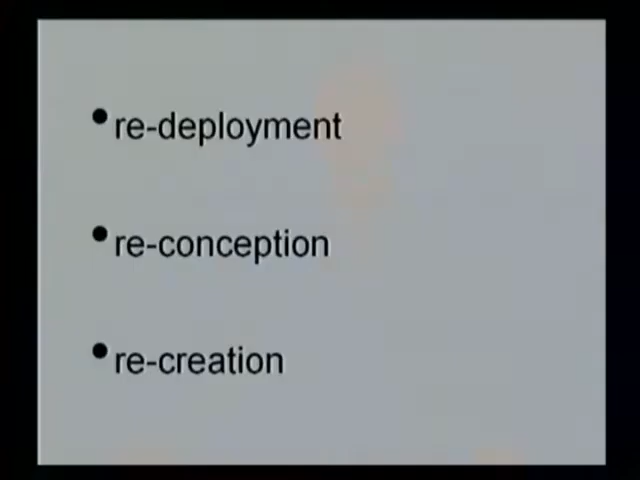 • re-deployment
• re-conception
• re-creation